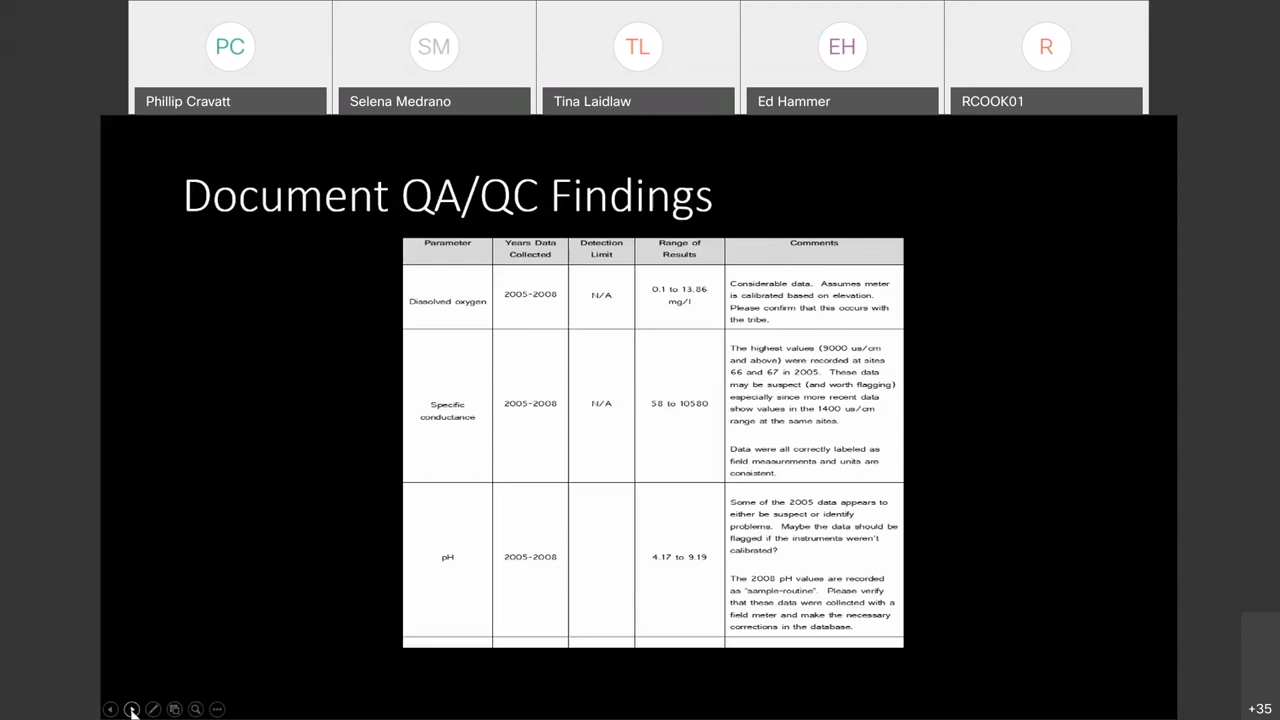 PC
SM
TL
EH
R
Phillip Cravatt
Selena Medrano
Tina Laidlaw
Ed Hammer
RCOOK01
Document QA/QC Findings
Parameter
Years Data
Collected
Detection
Limit
Range of
Results
Comments
Dissolved oxygen
2005-2008
N/A
0.1 to 13.86
mg/l
Considerable data. Assumes meter
is calibrated based on elevation.
Please confirm that this occurs with
the tribe.
Specific
conductance
2005-2008
N/A
58 to 10580
The highest values (9000 us/cm
and above) were recorded at sites
66 and 67 in 2005. These data
may be suspect (and worth flagging)
especially since more recent data
show values in the 1400 us/cm
range at the same sites.
Data were all correctly labeled as
field measurements and units are
consistent.
pH
2005-2008
4.17 to 9.19
Some of the 2005 data appears to
either be suspect or identify
problems. Maybe the data should be
flagged if the instruments weren't
calibrated?
The 2008 pH values are recorded
as "sample-routine". Please verify
that these data were collected with a
field meter and make the necessary
corrections in the database.
+35